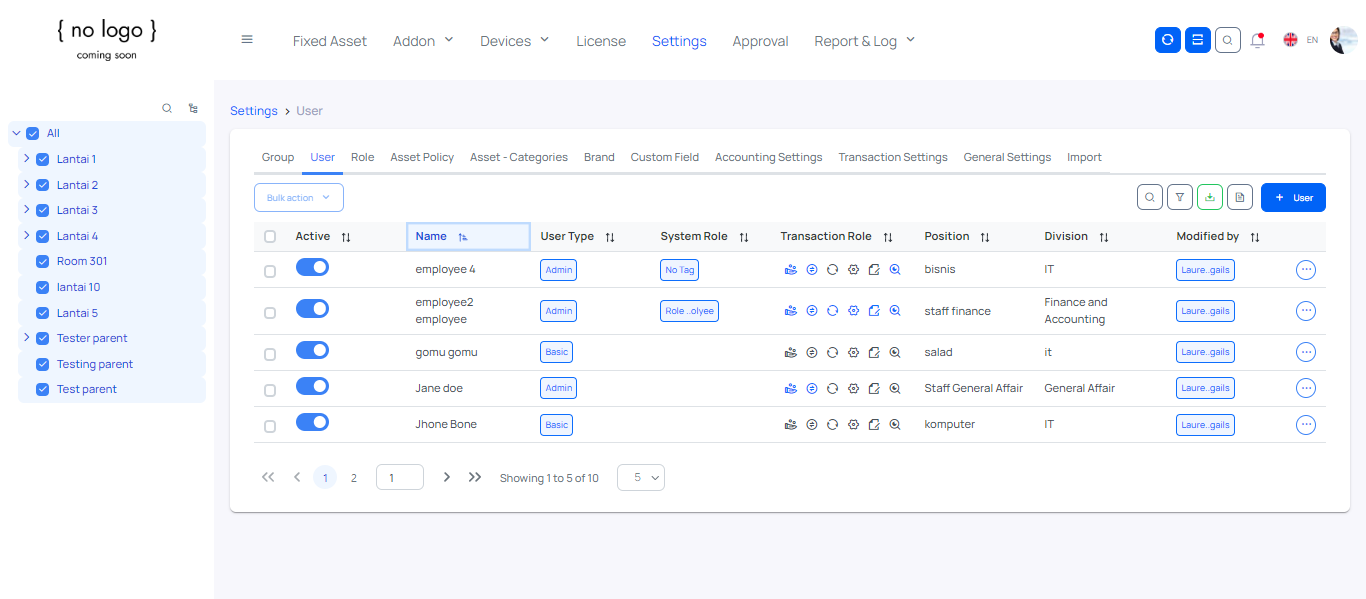 { no logo }
coming soon
Fixed Asset Addon Devices License Settings Approval Report & Log EN
Settings > User
All
Lantai 1
Lantai 2
Lantai 3
Lantai 4
Room 301
lantai 10
Lantai 5
Tester parent
Testing parent
Test parent
Group User Role Asset Policy Asset - Categories Brand Custom Field Accounting Settings Transaction Settings General Settings Import
Bulk action + User
Active Name User Type System Role Transaction Role Position Division Modified by
employee 4 Admin No Tag bisnis IT Laure..gails
employee2 employee Admin Role ..olyee staff finance Finance and Accounting Laure..gails
gomu gomu Basic salad it Laure..gails
Jane doe Admin Staff General Affair General Affair Laure..gails
Jhone Bone Basic komputer IT Laure..gails
1 2 1 Showing 1 to 5 of 10 5